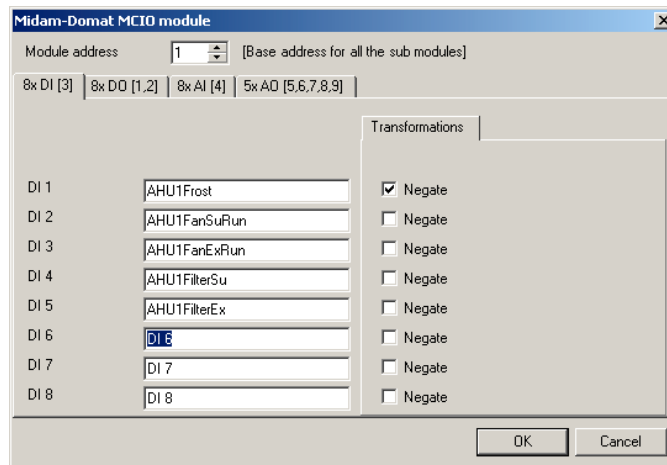 Midam-Domat MCIO module
Module address 1 [Base address for all the sub modules]
8x DI [3] 8x DO [1,2] 8x AI [4] 5x AO [5,6,7,8,9]
Transformations
DI 1 AHU1Frost Negate
DI 2 AHU1FanSuRun Negate
DI 3 AHU1FanExRun Negate
DI 4 AHU1FilterSu Negate
DI 5 AHU1FilterEx Negate
DI 6 DI 6 Negate
DI 7 DI 7 Negate
DI 8 DI 8 Negate
OK Cancel